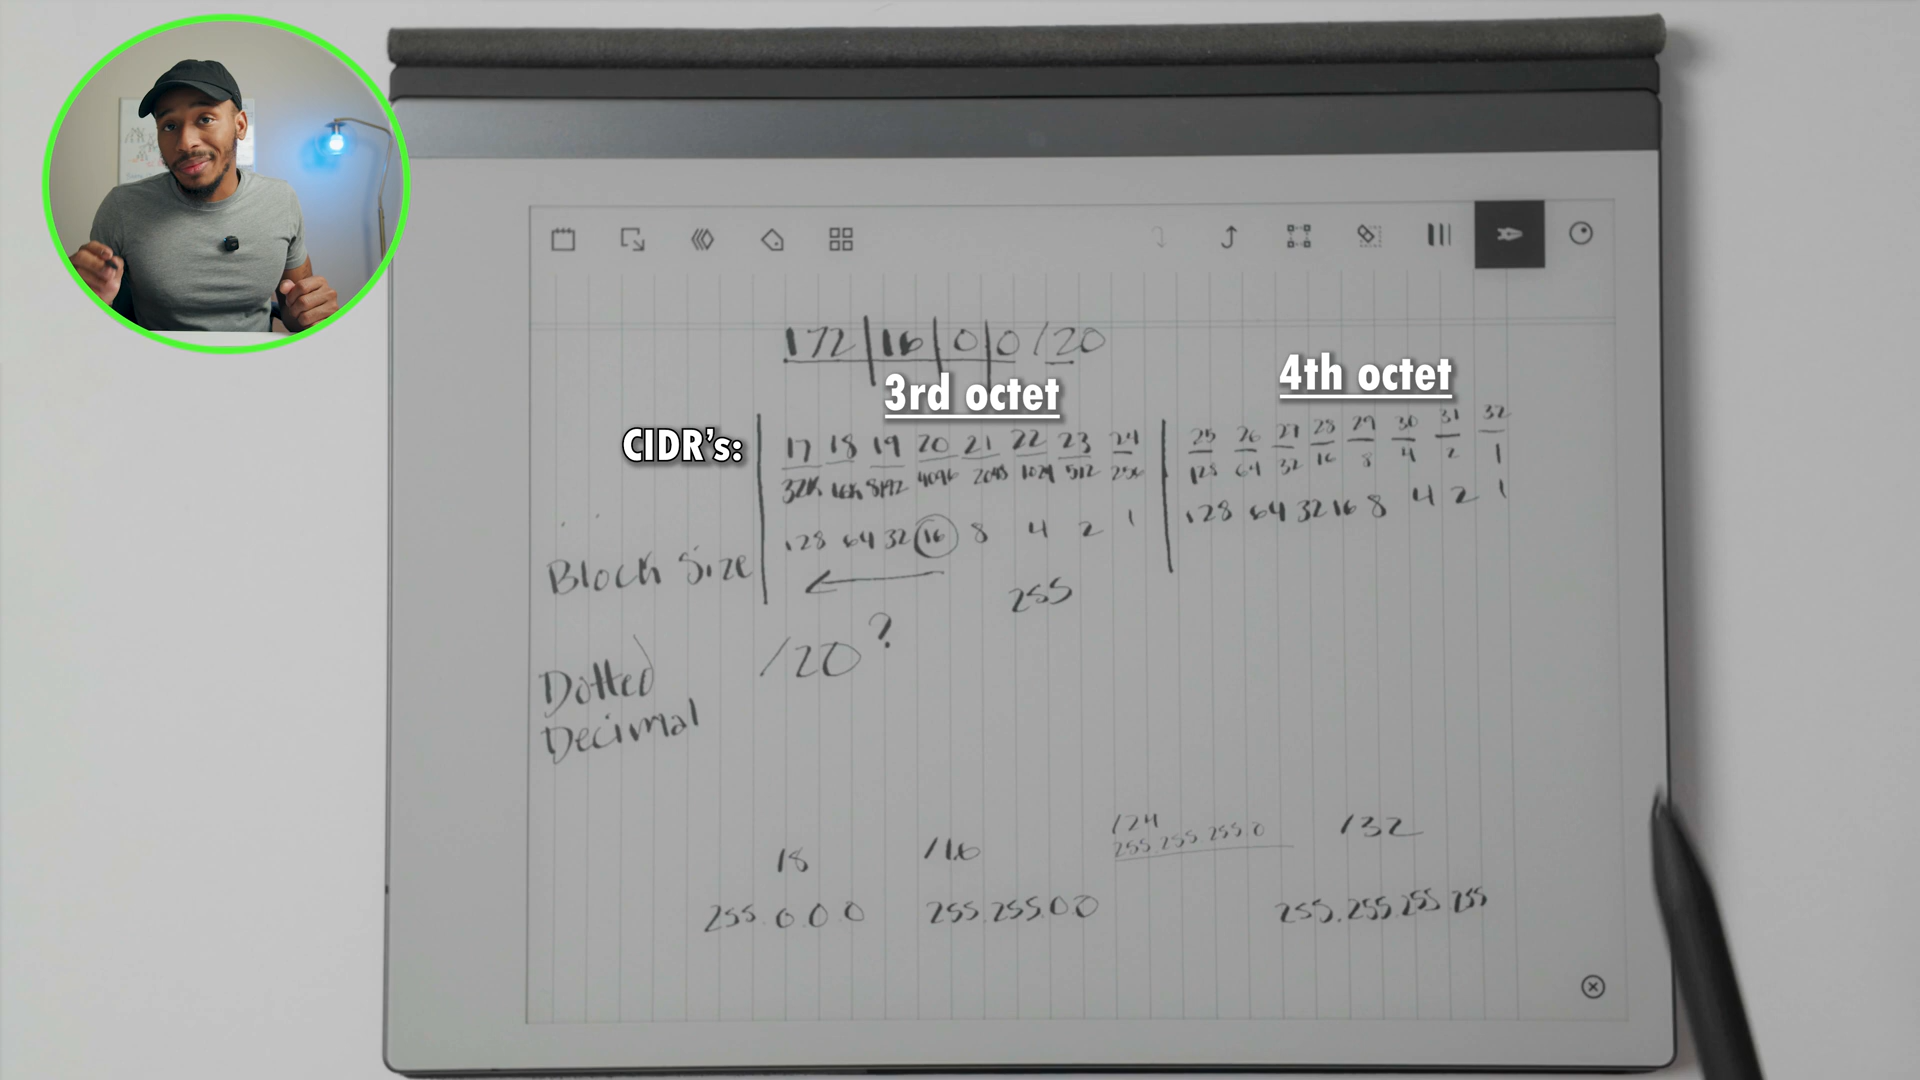 172|16|0|0/20
3rd octet
4th octet
CIDR's:
17 18 19 20 21 22 23 24
25 26 27 28 29 30 31 32
32K 16K 8192 4096 2048 1024 512 256
128 64 32 16 8 4 2 1
Block Size
128 64 32 16 8 4 2 1
128 64 32 16 8 4 2 1
255
/20?
Dotted
Decimal
/8
/16
/24
255.255.255.0
/32
255.0.0.0
255.255.0.0
255.255.255.255